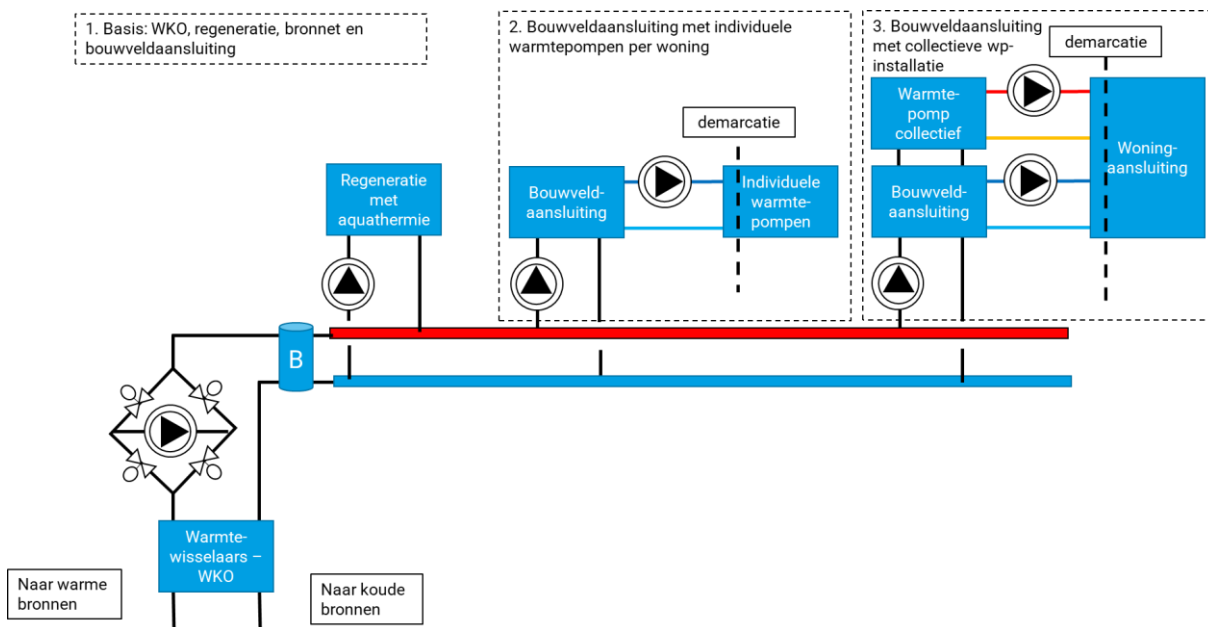 1. Basis: WKO, regeneratie, bronnet en
bouwveldaansluiting
2. Bouwveldaansluiting met individuele
warmtepompen per woning
3. Bouwveldaansluiting
met collectieve wp-
installatie
demarcatie
demarcatie
Regeneratie
met
aquathermie
Bouwveld-
aansluiting
Individuele
warmte-
pompen
Warmte-
pomp
collectief
Bouwveld-
aansluiting
Woning-
aansluiting
B
Warmte-
wisselaars –
WKO
Naar warme
bronnen
Naar koude
bronnen